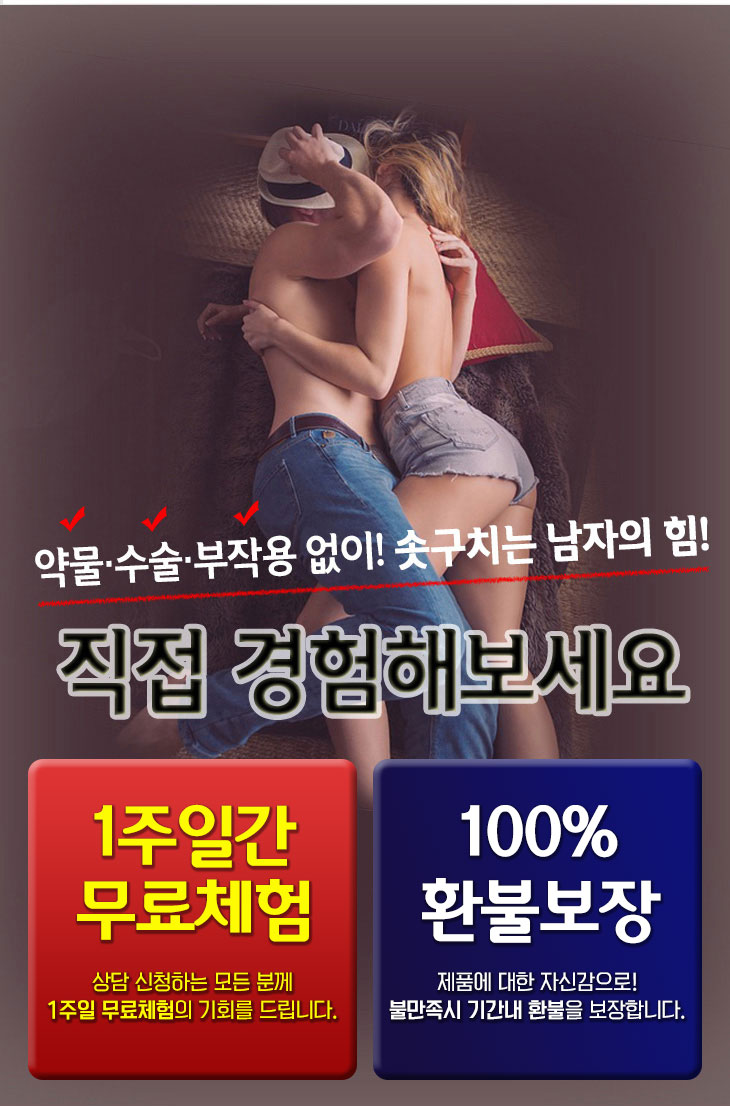 약물·수술·부작용 없이! 솟구치는 남자의 힘!
직접 경험해보세요
1주일간
무료체험
상담 신청하는 모든 분께
1주일 무료체험의 기회를 드립니다.
100%
환불보장
제품에 대한 자신감으로!
불만족시 기간내 환불을 보장합니다.